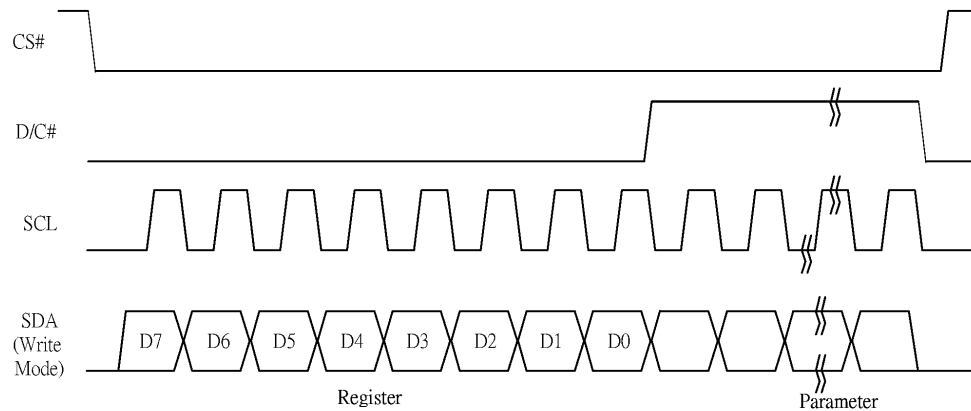 CS#
D/C#
SCL
SDA
(Write
Mode)
D7 D6 D5 D4 D3 D2 D1 D0
Register Parameter